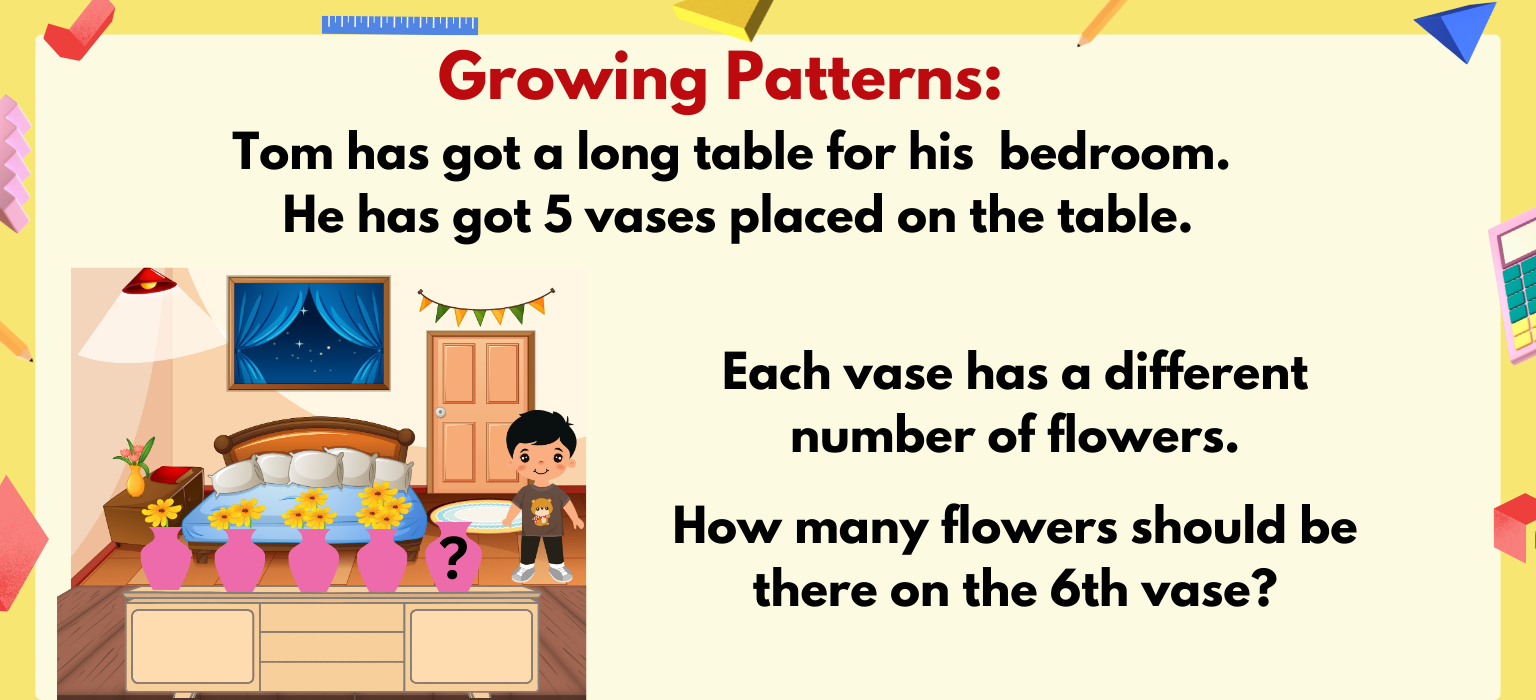 Growing Patterns:
Tom has got a long table for his bedroom.
He has got 5 vases placed on the table.
Each vase has a different
number of flowers.
How many flowers should be
there on the 6th vase?
?